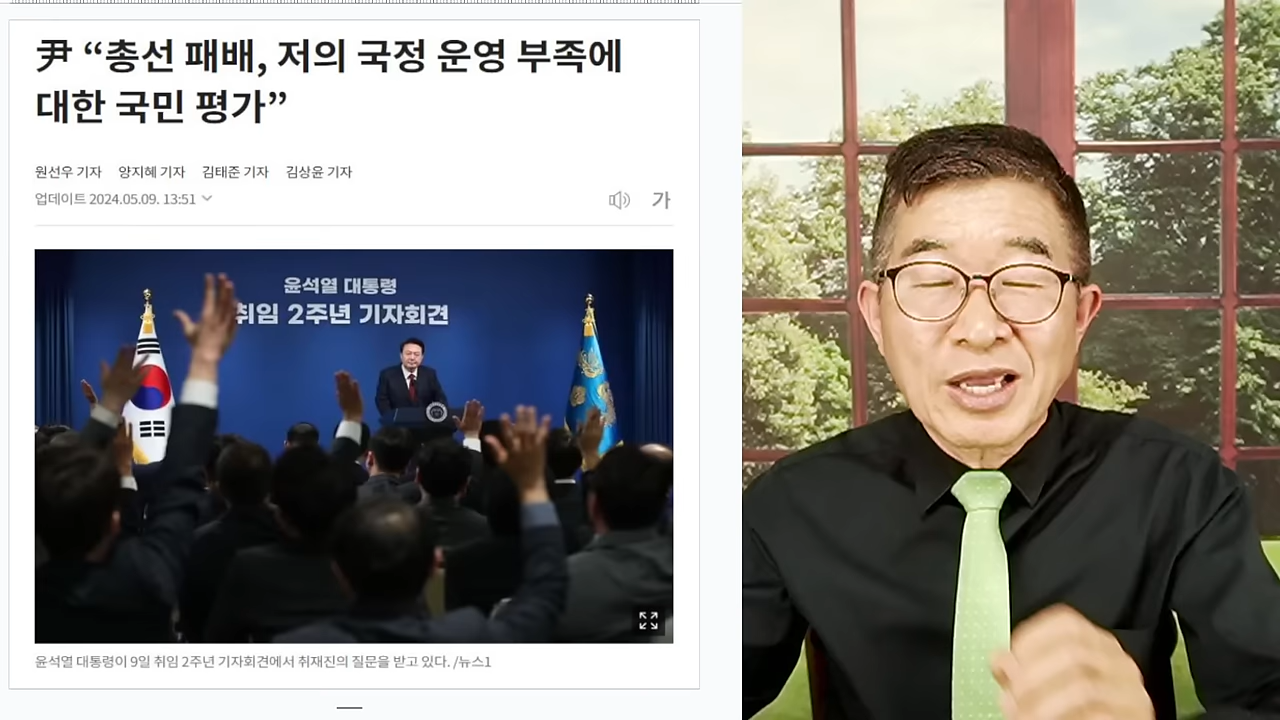 尹 “총선 패배, 저의 국정 운영 부족에
대한 국민 평가”
원선우 기자 양지혜 기자 김태준 기자 김상윤 기자
업데이트 2024.05.09. 13:51
가
윤석열 대통령
취임 2주년 기자회견
윤석열 대통령이 9일 취임 2주년 기자회견에서 취재진의 질문을 받고 있다. /뉴스1